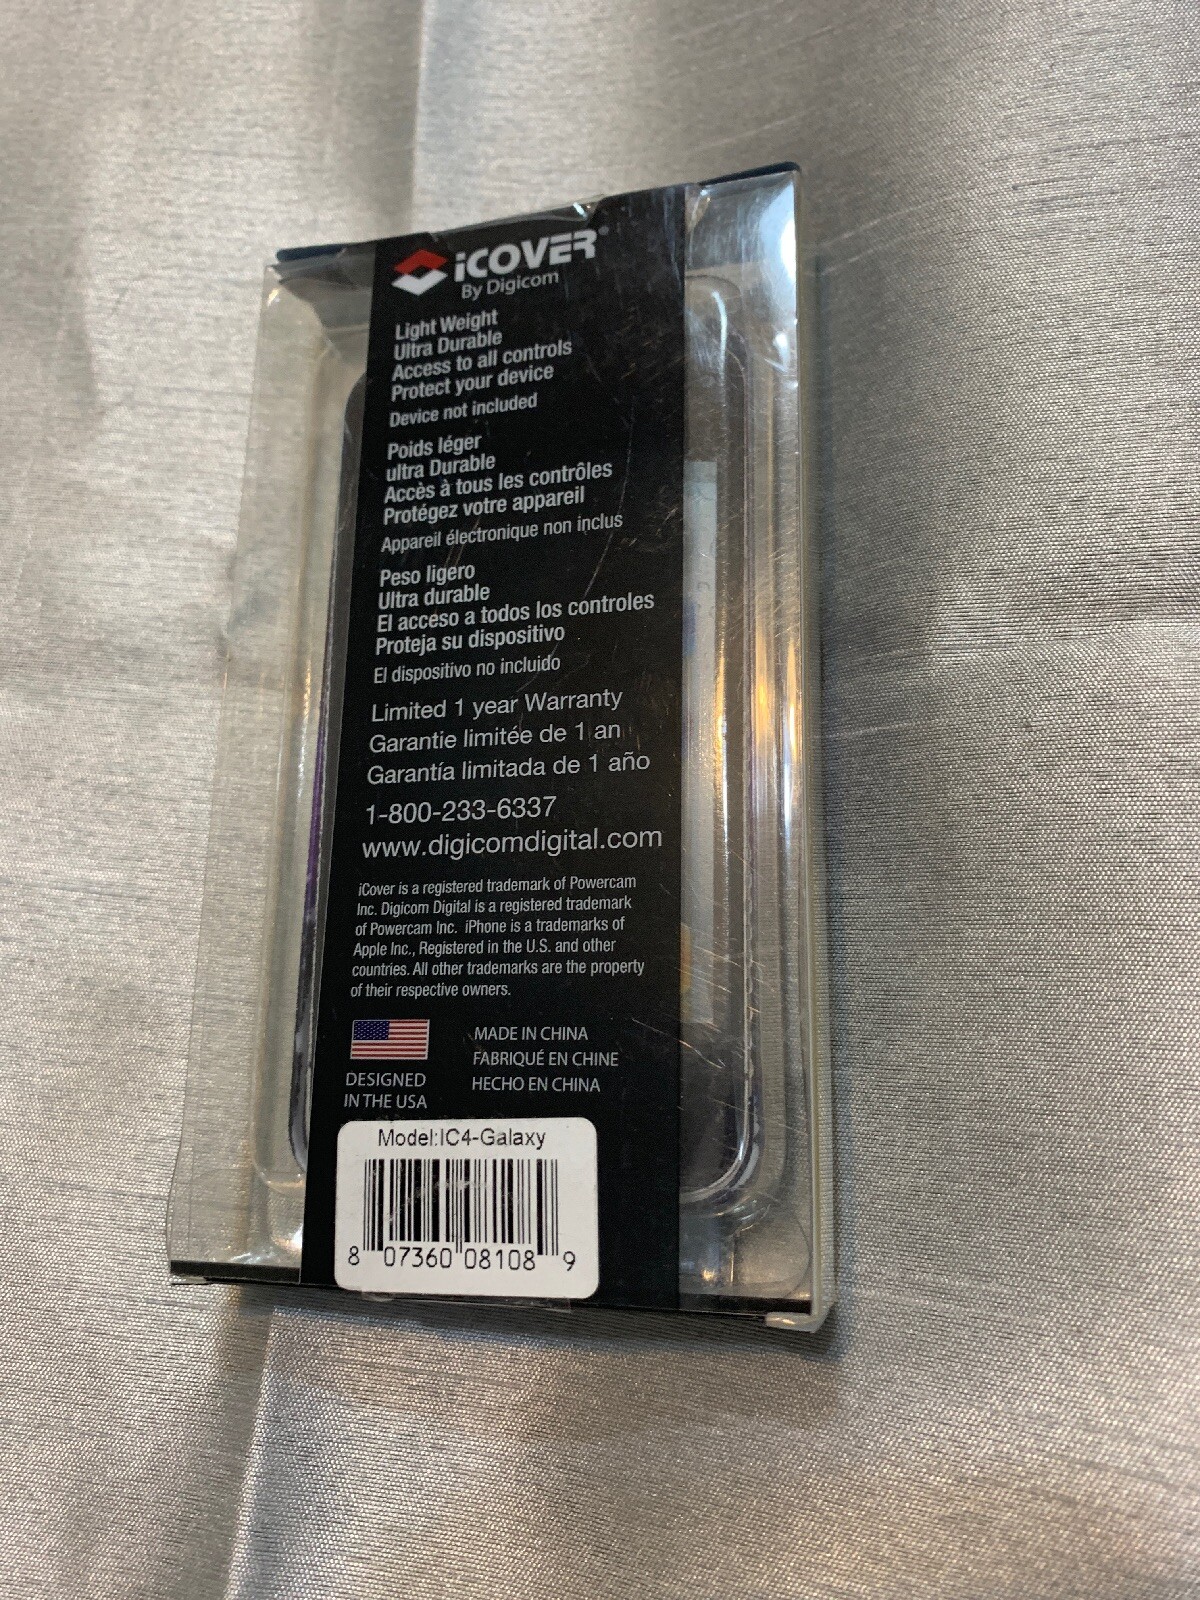 iCOVER®
By Digicom
Light Weight
Ultra Durable
Access to all controls
Protect your device
Device not included
Poids léger
ultra Durable
Accès à tous les contrôles
Protégez votre appareil
Appareil électronique non inclus
Peso ligero
Ultra durable
El acceso a todos los controles
Proteja su dispositivo
El dispositivo no incluido
Limited 1 year Warranty
Garantie limitée de 1 an
Garantía limitada de 1 año
1-800-233-6337
www.digicomdigital.com
iCover is a registered trademark of Powercam
Inc. Digicom Digital is a registered trademark
of Powercam Inc. iPhone is a trademarks of
Apple Inc., Registered in the U.S. and other
countries. All other trademarks are the property
of their respective owners.
DESIGNED
IN THE USA
MADE IN CHINA
FABRIQUÉ EN CHINE
HECHO EN CHINA
Model:IC4-Galaxy
8 07360 08108 9